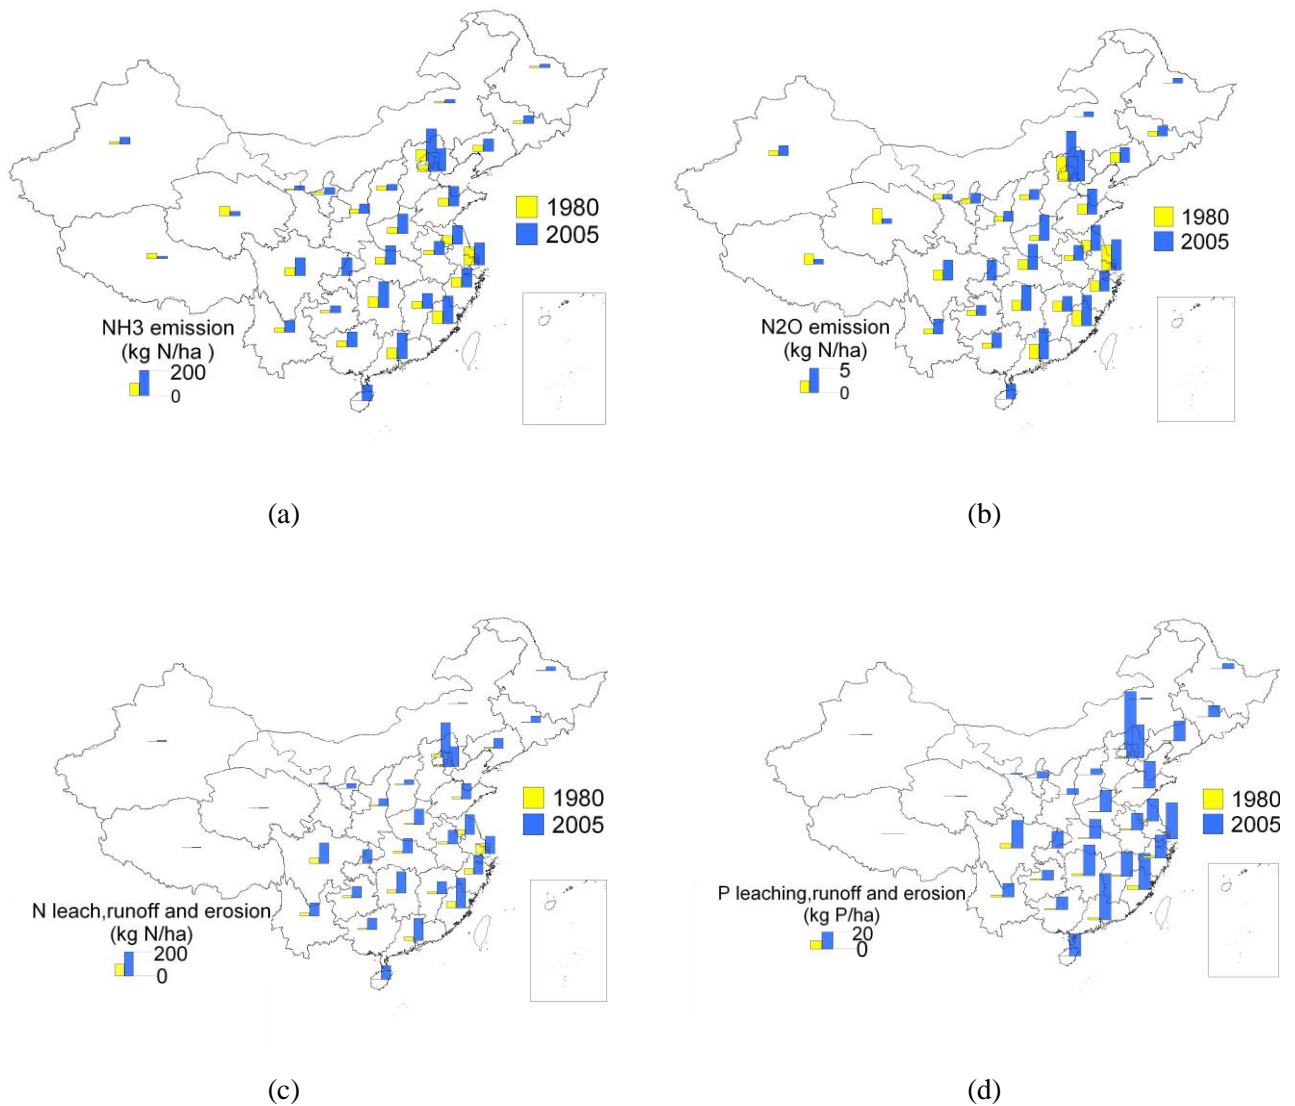 1980
2005
NH3 emission
(kg N/ha )
200
0
(a)
1980
2005
N2O emission
(kg N/ha)
5
0
(b)
1980
2005
N leach,runoff and erosion
(kg N/ha)
200
0
(c)
1980
2005
P leaching,runoff and erosion
(kg P/ha)
20
0
(d)